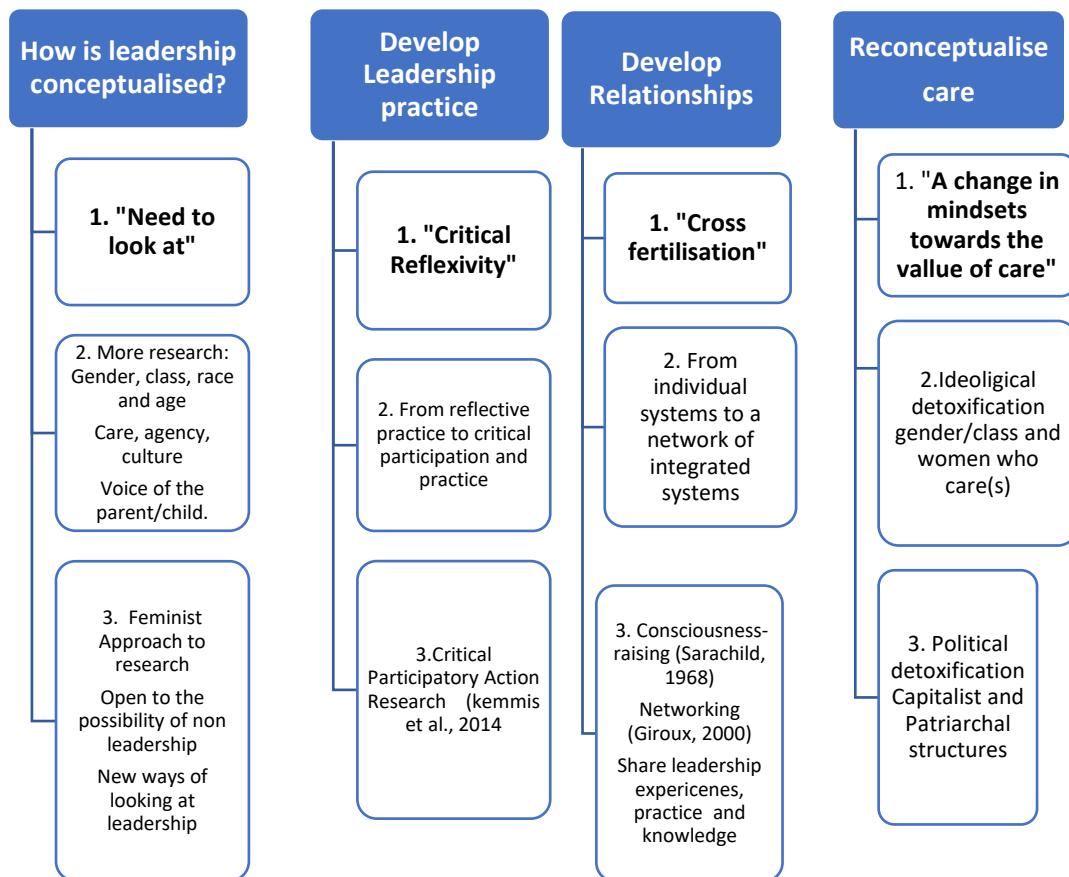 How is leadership
conceptualised?
1. "Need to
look at"
2. More research:
Gender, class, race
and age
Care, agency,
culture
Voice of the
parent/child.
3. Feminist
Approach to
research
Open to the
possibility of non
leadership
New ways of
looking at
leadership
Develop
Leadership
practice
1. "Critical
Reflexivity"
2. From reflective
practice to critical
participation and
practice
3.Critical
Participatory Action
Research (kemmis
et al., 2014
Develop
Relationships
1. "Cross
fertilisation"
2. From
individual
systems to a
network of
integrated
systems
3. Consciousness-
raising (Sarachild,
1968)
Networking
(Giroux, 2000)
Share leadership
expericenes,
practice and
knowledge
Reconceptualise
care
1. "A change in
mindsets
towards the
vallue of care"
2.Ideoligical
detoxification
gender/class and
women who
care(s)
3. Political
detoxification
Capitalist and
Patriarchal
structures